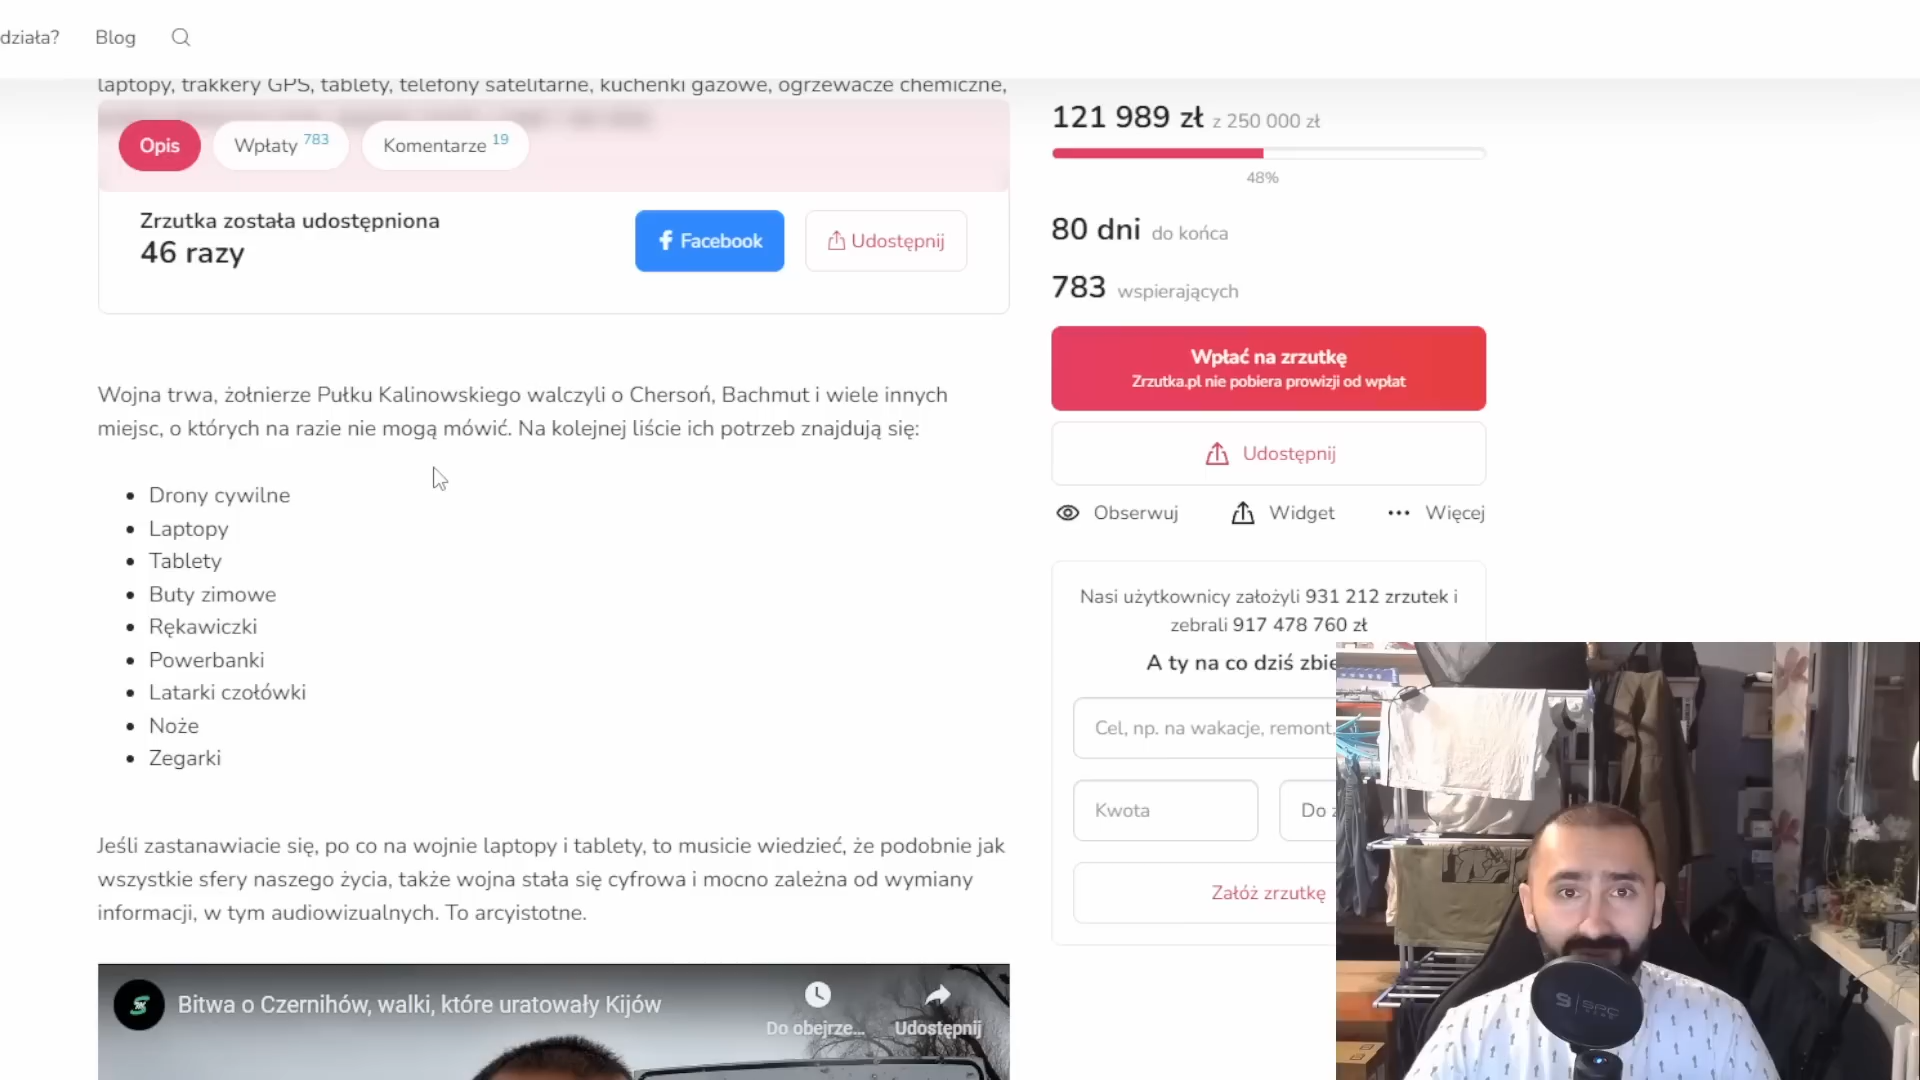 działa?
Blog
laptopy, trakkery GPS, tablety, telefony satelitarne, kuchenki gazowe, ogrzewacze chemiczne,
Opis
Wpłaty 783
Komentarze 19
Zrzutka została udostępniona
46 razy
Facebook
Udostępnij
Wojna trwa, żołnierze Pułku Kalinowskiego walczyli o Chersoń, Bachmut i wiele innych
miejsc, o których na razie nie mogą mówić. Na kolejnej liście ich potrzeb znajdują się:
Drony cywilne
Laptopy
Tablety
Buty zimowe
Rękawiczki
Powerbanki
Latarki czołówki
Noże
Zegarki
Jeśli zastanawiacie się, po co na wojnie laptopy i tablety, to musicie wiedzieć, że podobnie jak
wszystkie sfery naszego życia, także wojna stała się cyfrowa i mocno zależna od wymiany
informacji, w tym audiowizualnych. To arcyistotne.
Bitwa o Czernihów, walki, które uratowały Kijów
Do obejrze...
Udostępnij
121 989 zł z 250 000 zł
48%
80 dni do końca
783 wspierających
Wpłać na zrzutkę
Zrzutka.pl nie pobiera prowizji od wpłat
Udostępnij
Obserwuj
Widget
Więcej
Nasi użytkownicy założyli 931 212 zrzutek i
zebrali 917 478 760 zł
A ty na co dziś zbie
Cel, np. na wakacje, remont,
Kwota
Do z
Załóż zrzutkę